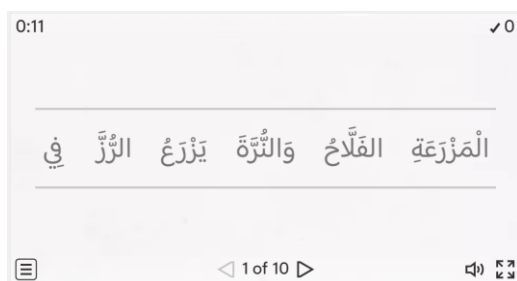 0:11 ✓ 0
الْمَزْرَعَةِ الفَلَّاحُ وَالذُّرَّةَ يَزْرَعُ الرُّزَّ فِي
1 of 10